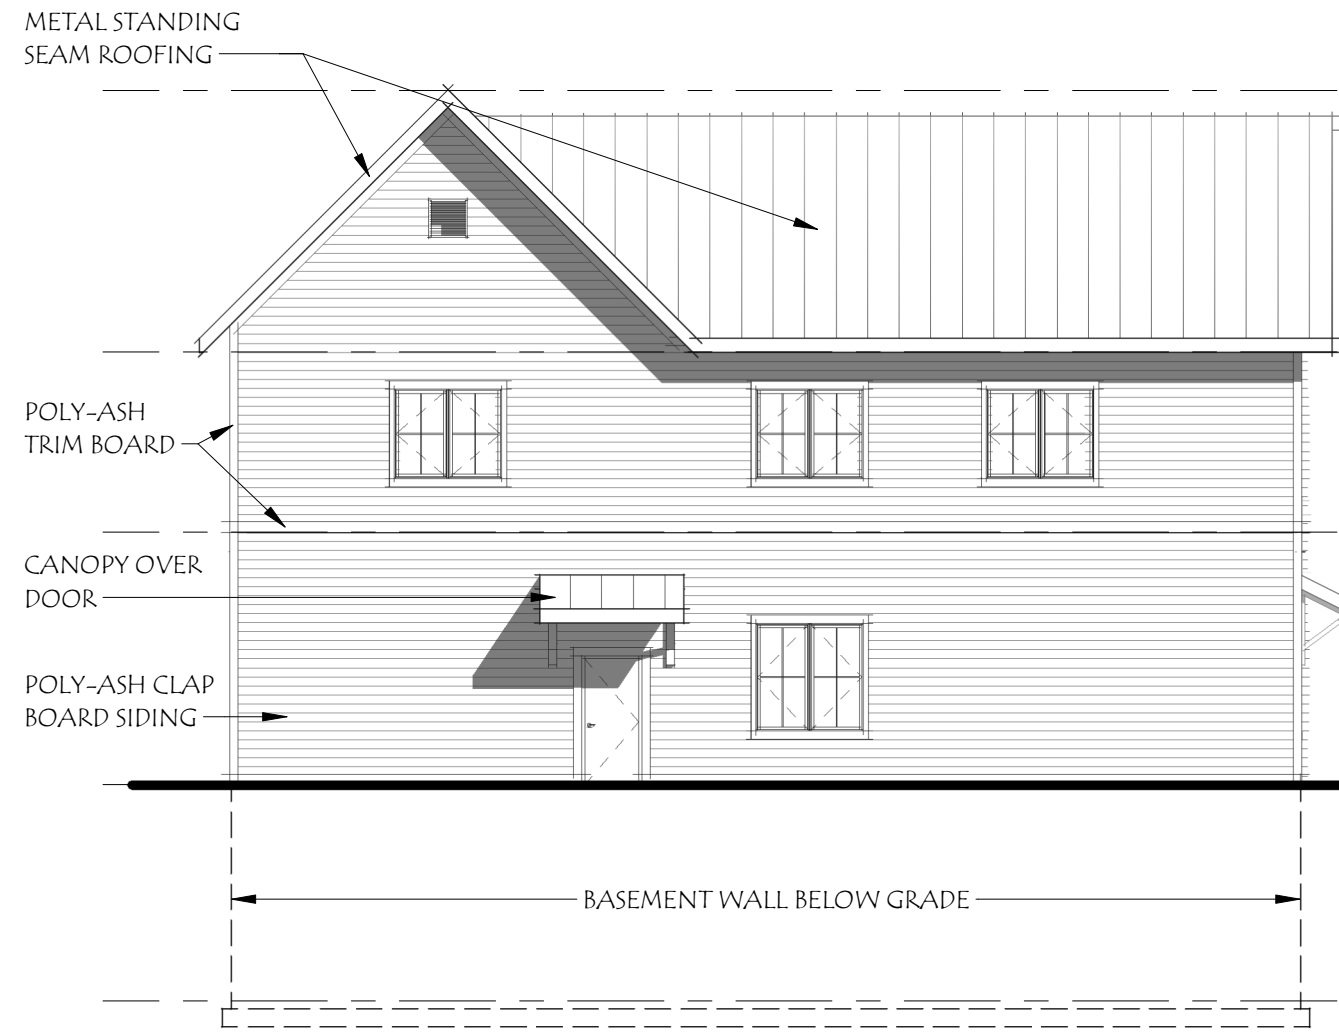 METAL STANDING
SEAM ROOFING
POLY-ASH
TRIM BOARD
CANOPY OVER
DOOR
POLY-ASH CLAP
BOARD SIDING
BASEMENT WALL BELOW GRADE